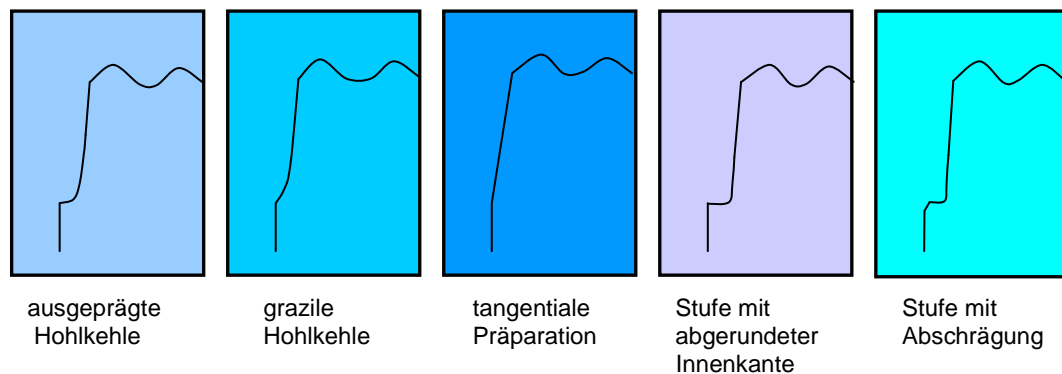 ausgeprägte
Hohlkehle
grazile
Hohlkehle
tangentiale
Präparation
Stufe mit
abgerundeter
Innenkante
Stufe mit
Abschrägung